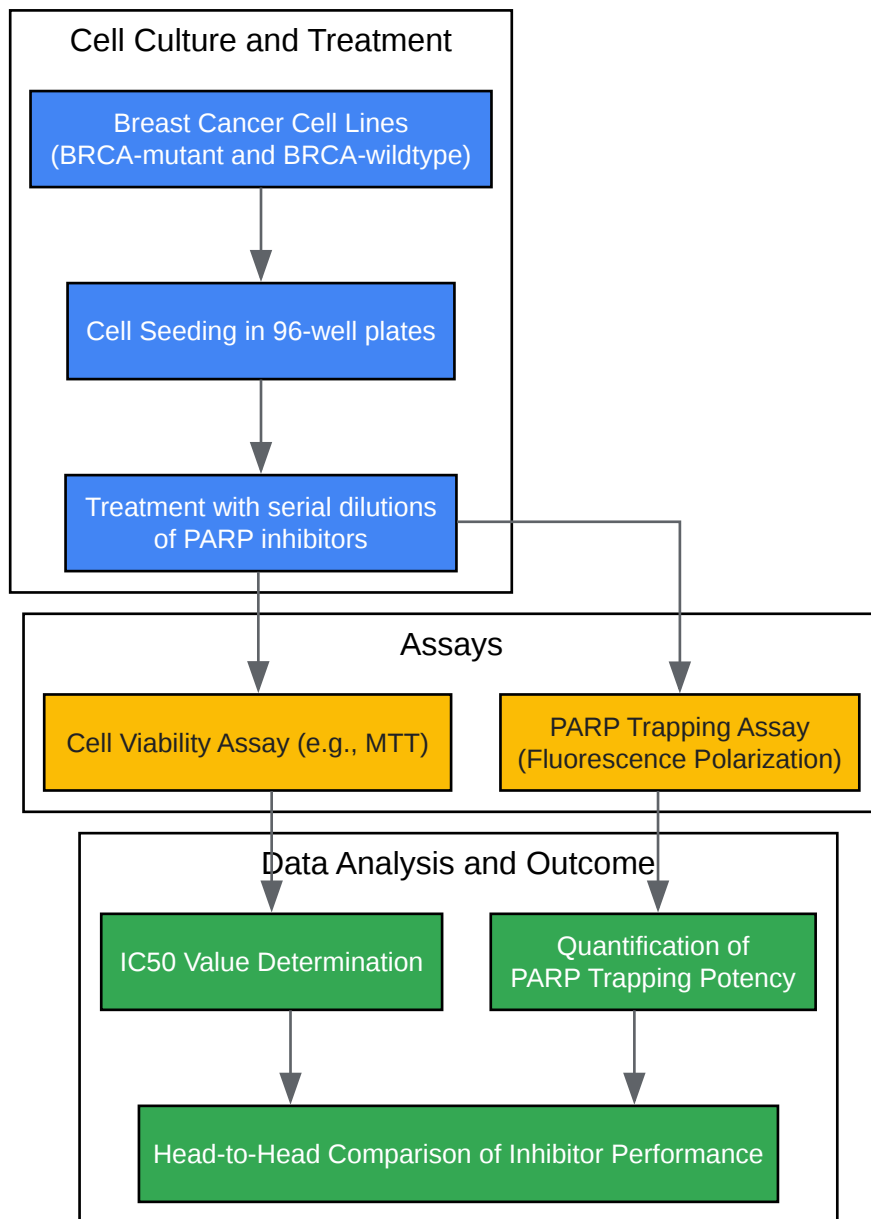 Cell Culture and Treatment
Breast Cancer Cell Lines
(BRCA-mutant and BRCA-wildtype)
Cell Seeding in 96-well plates
Treatment with serial dilutions
of PARP inhibitors
Assays
Cell Viability Assay (e.g., MTT)
PARP Trapping Assay
(Fluorescence Polarization)
Data Analysis and Outcome
IC50 Value Determination
Quantification of
PARP Trapping Potency
Head-to-Head Comparison of Inhibitor Performance